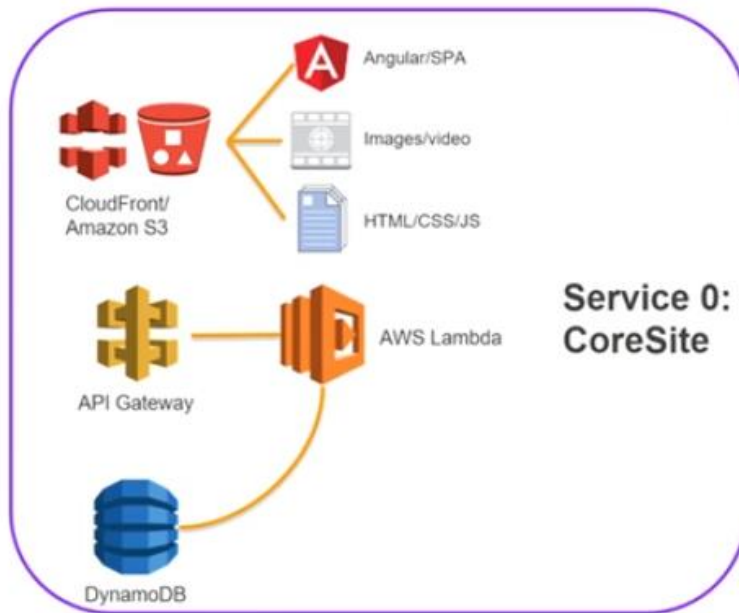 Angular/SPA
Images/video
CloudFront/
Amazon S3
HTML/CSS/JS
Service 0:
CoreSite
AWS Lambda
API Gateway
DynamoDB